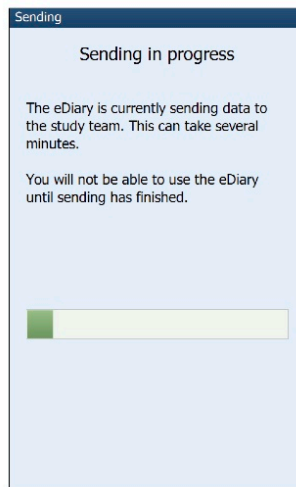 Sending
Sending in progress
The eDiary is currently sending data to
the study team. This can take several
minutes.
You will not be able to use the eDiary
until sending has finished.